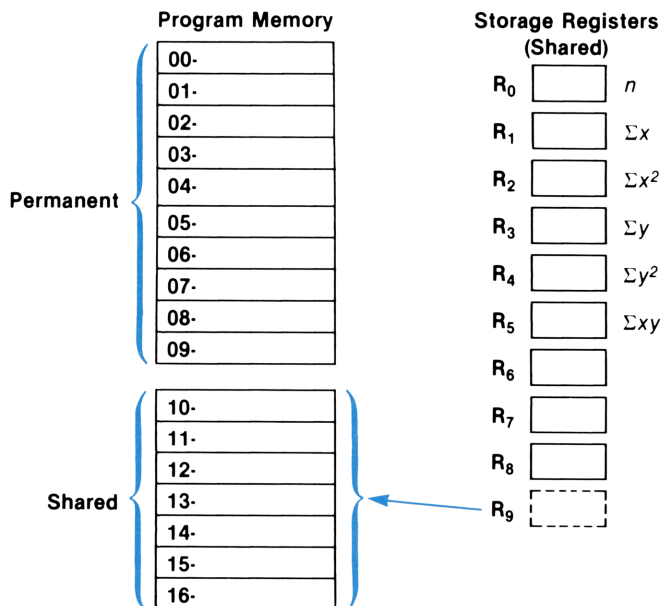 Program Memory
Permanent
00-
01-
02-
03-
04-
05-
06-
07-
08-
09-
Shared
10-
11-
12-
13-
14-
15-
16-
Storage Registers
(Shared)
R₀ n
R₁ Σx
R₂ Σx²
R₃ Σy
R₄ Σy²
R₅ Σxy
R₆
R₇
R₈
R₉